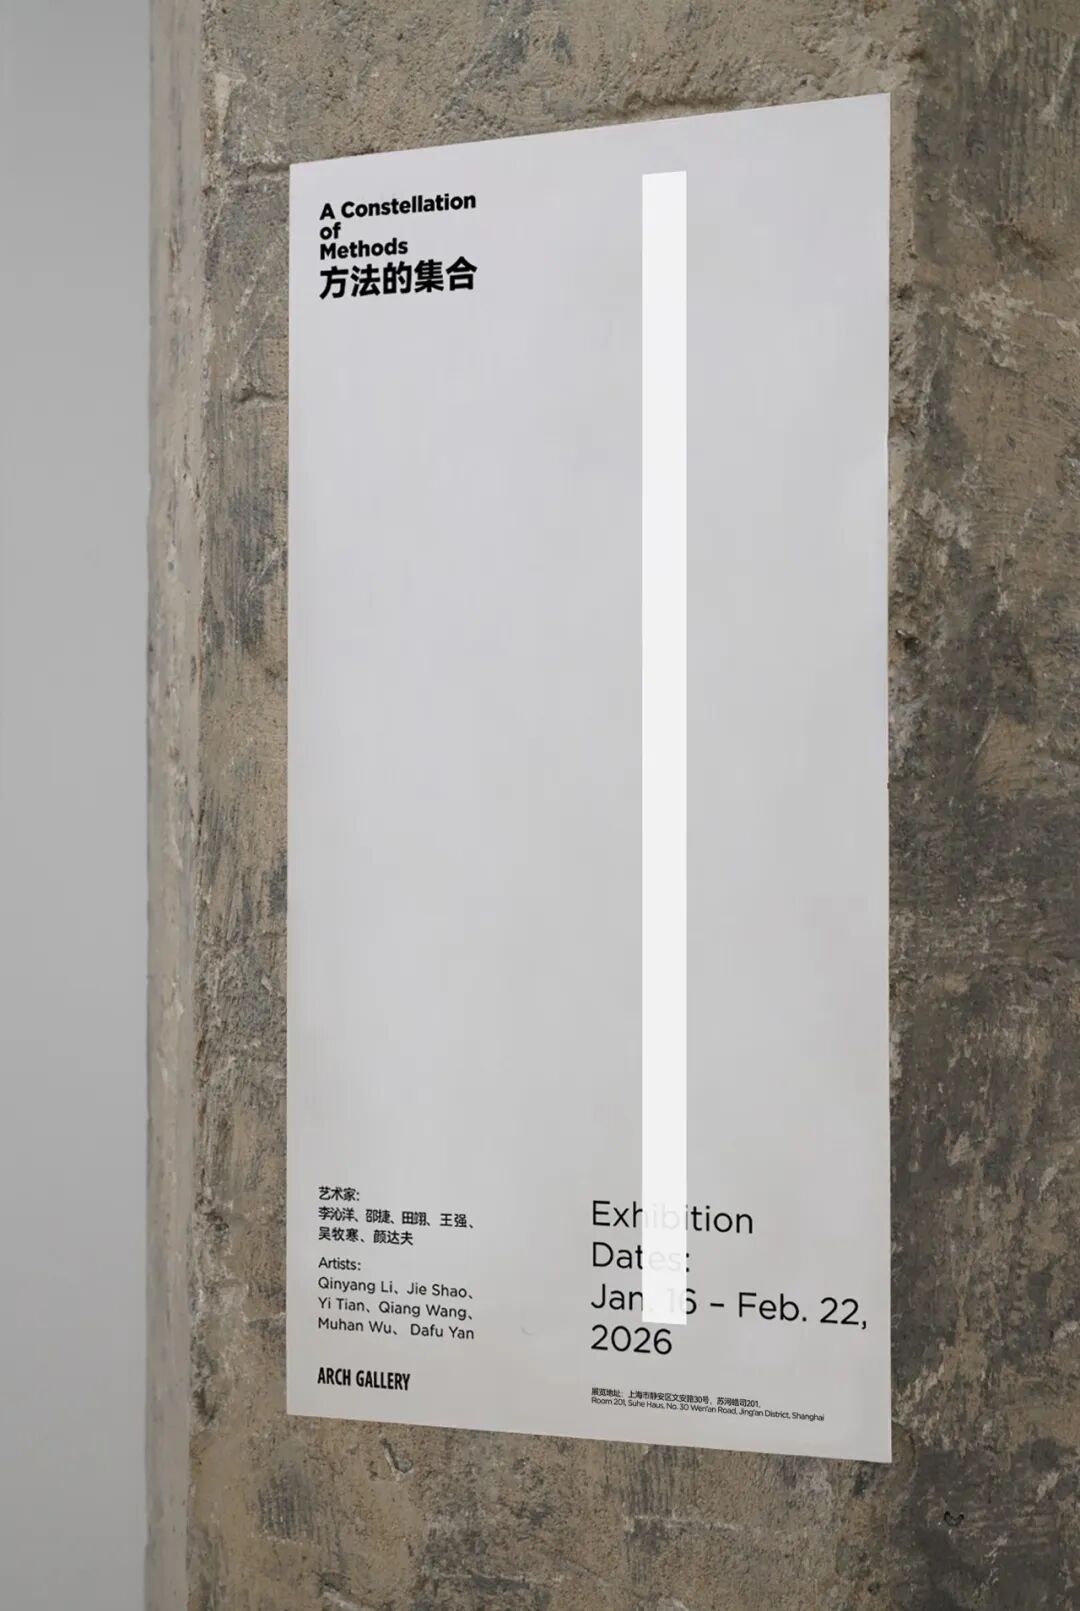 A Constellation
of
Methods
方法的集合
艺术家:
李沁洋、邵捷、田翊、王强、
吴牧寒、颜达夫
Artists:
Qinyang Li、Jie Shao、
Yi Tian、Qiang Wang、
Muhan Wu、Dafu Yan
ARCH GALLERY
Exhibition
Dates:
Jan. 16 – Feb. 22,
2026
展览地址：上海市静安区文安路30号，苏河皓司201.
Room 201, Suhe Haus, No. 30 Wen'an Road, Jing'an District, Shanghai